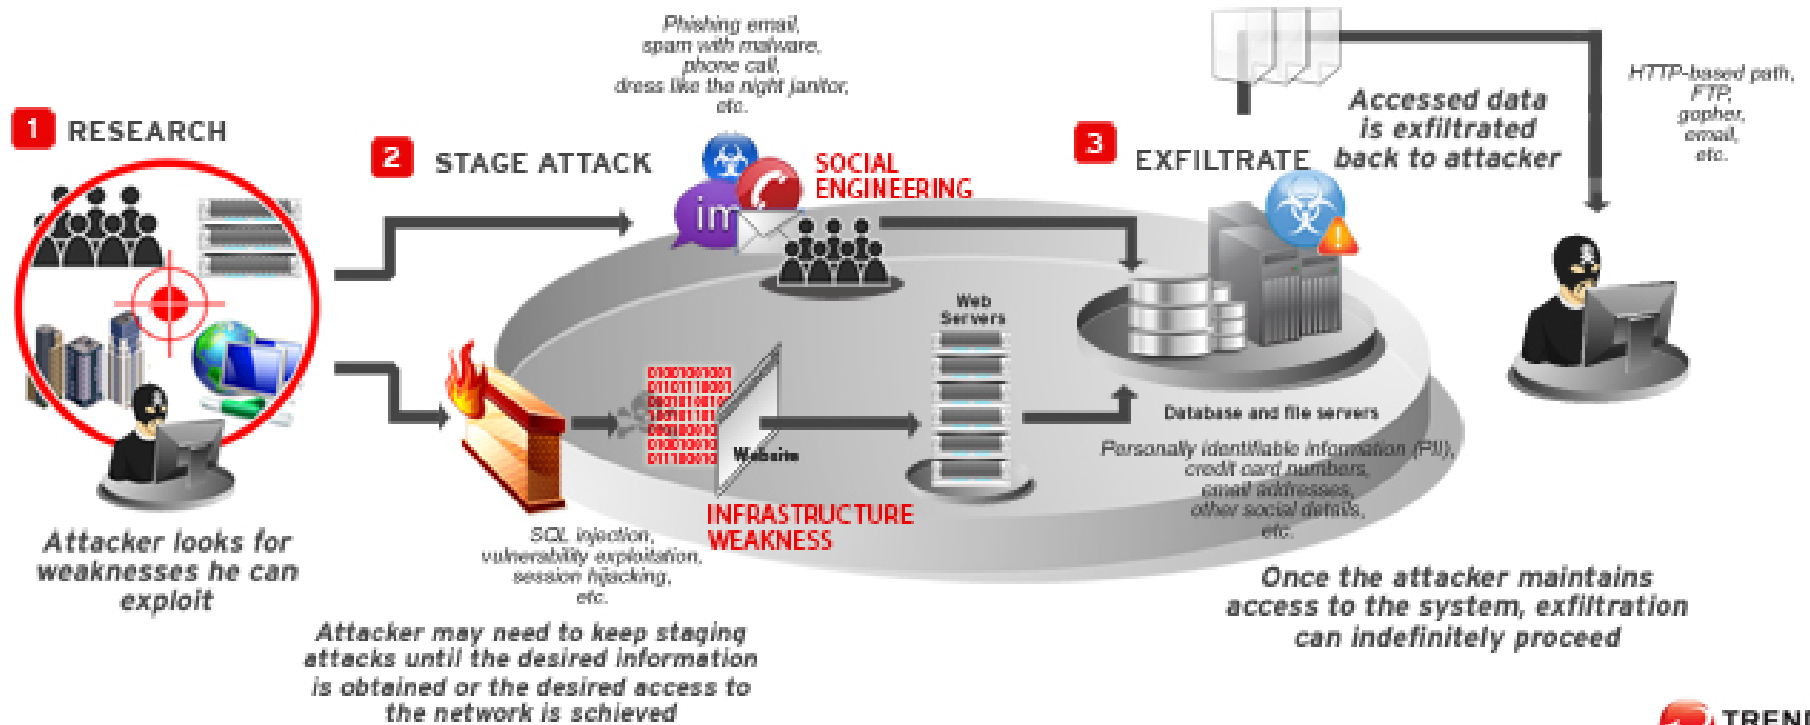 1 RESEARCH
Attacker looks for
weaknesses he can
exploit
2 STAGE ATTACK
Phishing email,
spam with malware,
phone call,
dress like the night janitor,
etc.
im
SOCIAL
ENGINEERING
01001001001
01101110001
Website
INFRASTRUCTURE
WEAKNESS
SQL injection,
vulnerability exploitation,
session hijacking,
etc.
Attacker may need to keep staging
attacks until the desired information
is obtained or the desired access to
the network is schieved
Web
Servers
3 EXFILTRATE
Accessed data
is exfiltrated
back to attacker
HTTP-based path,
FTP,
gopher,
email,
etc.
Database and file servers
Personally identifiable information (PII),
credit card numbers,
email addresses,
other social details,
etc.
Once the attacker maintains
access to the system, exfiltration
can indefinitely proceed
TREND